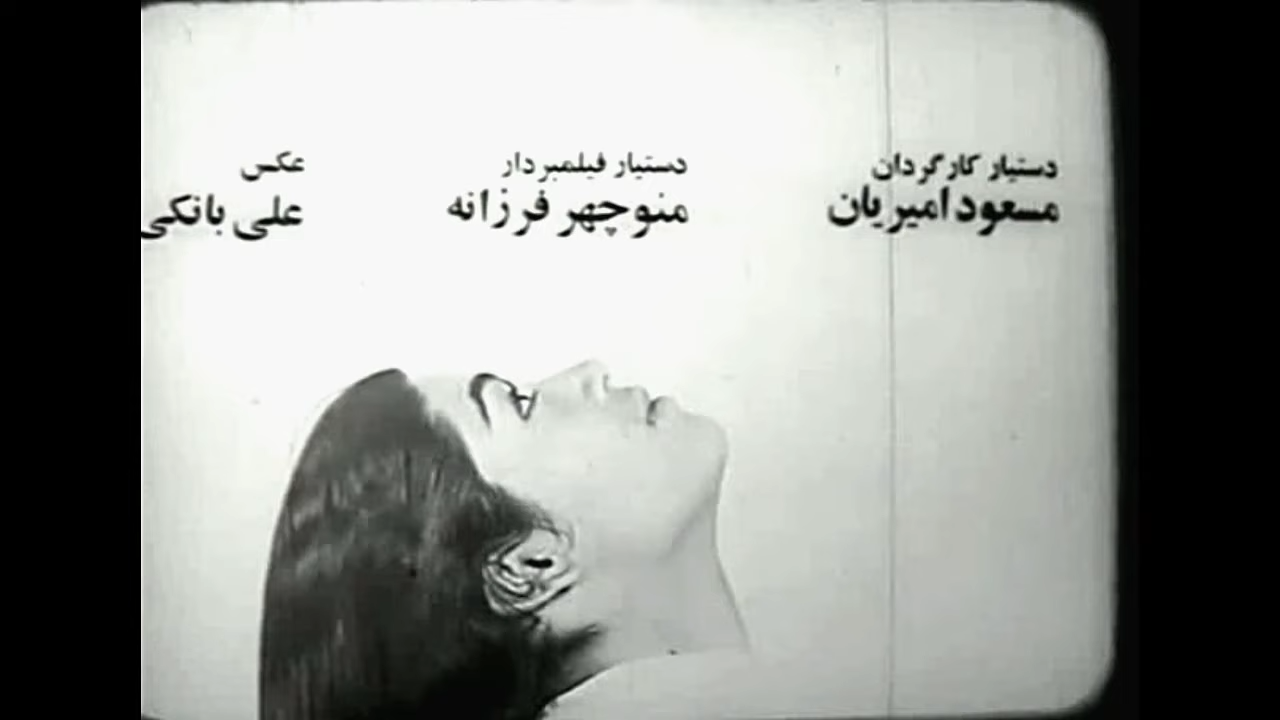 دستیار کارگردان
مسعود امیریان
دستیار فیلمبردار
منوچهر فرزانه
عکس
علی بانکی